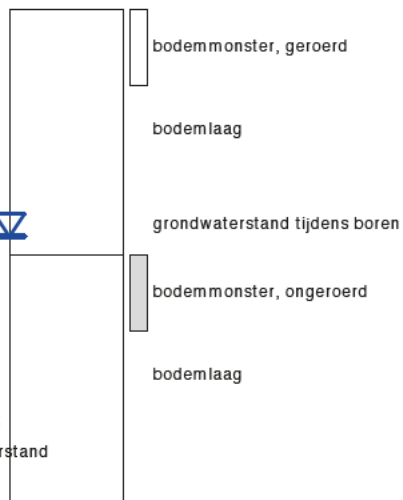 bodemmonster, geroerd
bodemlaag
grondwaterstand tijdens boren
bodemmonster, ongeroerd
bodemlaag
rstand